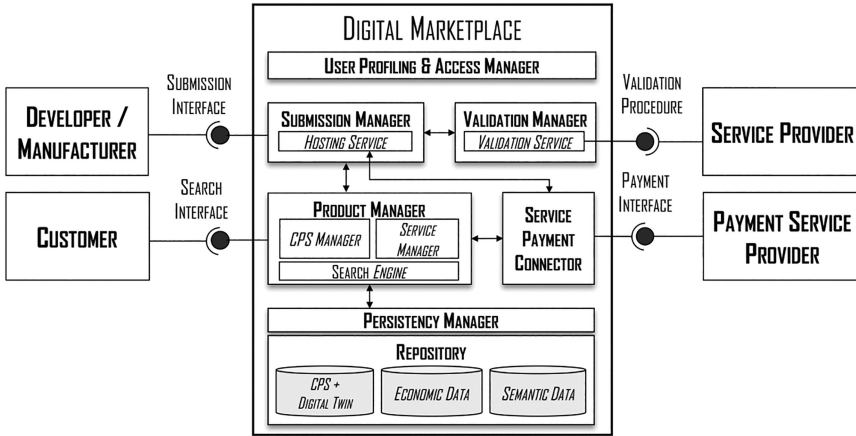 DIGITAL MARKETPLACE
USER PROFILING & ACCESS MANAGER
SUBMISSION
INTERFACE
VALIDATION
PROCEDURE
DEVELOPER /
MANUFACTURER
SUBMISSION MANAGER
HOSTING SERVICE
VALIDATION MANAGER
VALIDATION SERVICE
SERVICE PROVIDER
SEARCH
INTERFACE
PAYMENT
INTERFACE
CUSTOMER
PRODUCT MANAGER
CPS MANAGER
SERVICE
MANAGER
SEARCH ENGINE
SERVICE
PAYMENT
CONNECTOR
PAYMENT SERVICE
PROVIDER
PERSISTENCY MANAGER
REPOSITORY
CPS +
DIGITAL TWIN
ECONOMIC DATA
SEMANTIC DATA